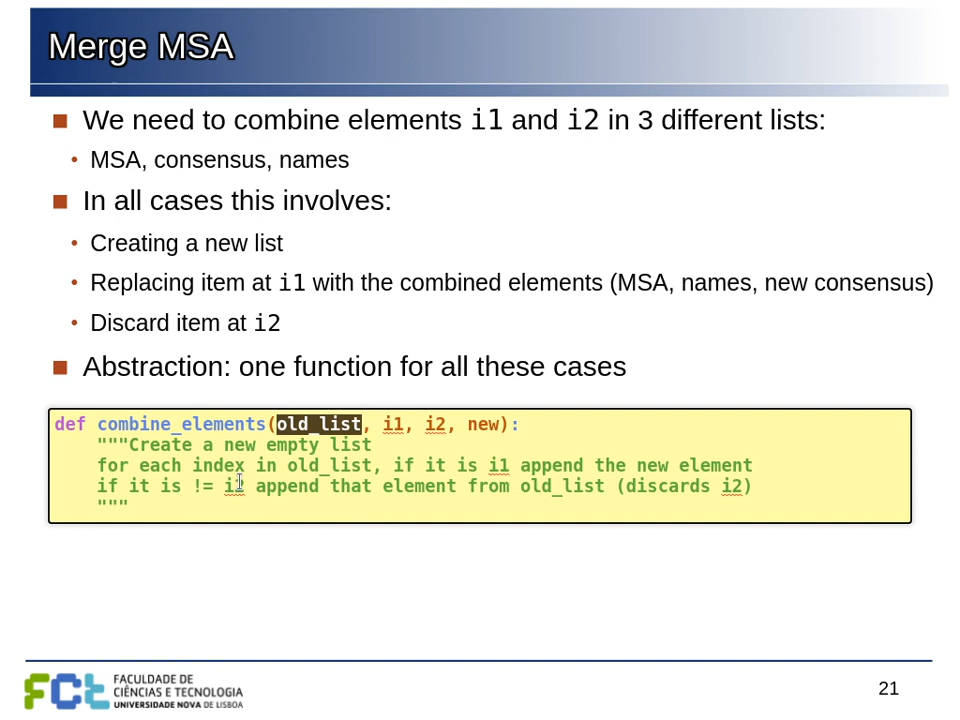 Merge MSA
We need to combine elements i1 and i2 in 3 different lists:
MSA, consensus, names
In all cases this involves:
Creating a new list
Replacing item at i1 with the combined elements (MSA, names, new consensus)
Discard item at i2
Abstraction: one function for all these cases
def combine_elements(old_list, i1, i2, new):
"""Create a new empty list
for each index in old_list, if it is i1 append the new element
if it is != i2 append that element from old_list (discards i2)
"""
FCt
FACULDADE DE
CIÊNCIAS E TECNOLOGIA
UNIVERSIDADE NOVA DE LISBOA
21